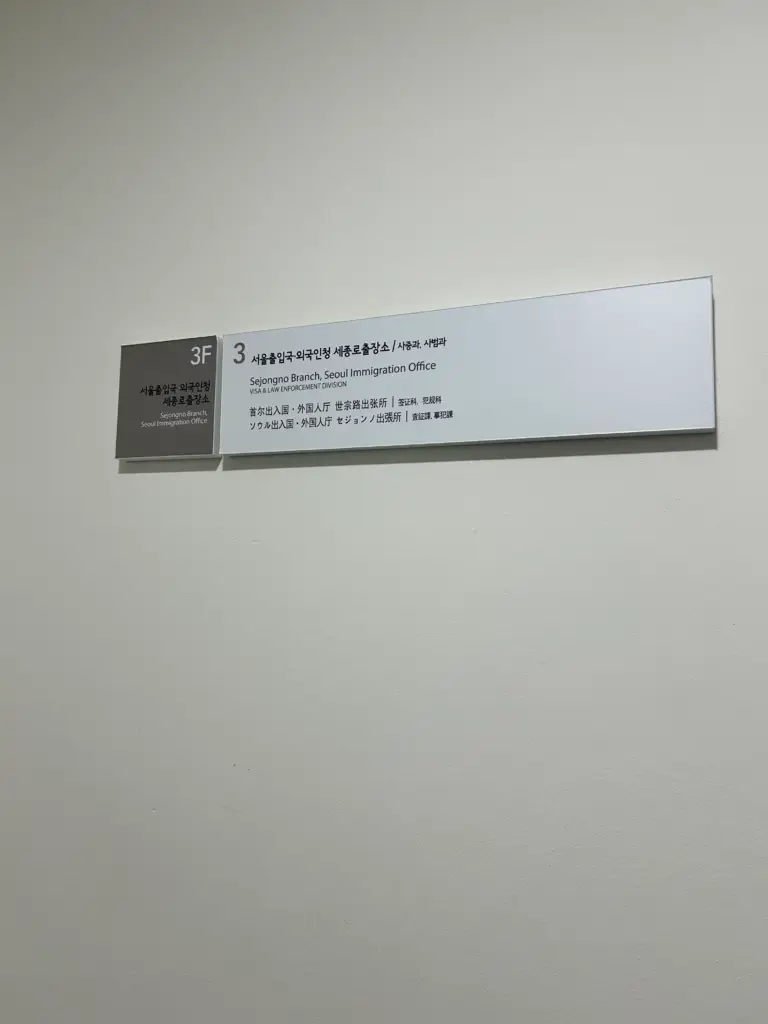 3F
서울출입국·외국인청
세종로출장소
Sejongno Branch,
Seoul Immigration Office
3 서울출입국·외국인청 세종로출장소 / 사증과, 사범과
Sejongno Branch, Seoul Immigration Office
VISA & LAW ENFORCEMENT DIVISION
首尔出入国・外国人厅 世宗路出张所 | 签证科, 犯规科
ソウル出入国・外国人庁 セジョンノ出張所 | 査証課, 事犯課